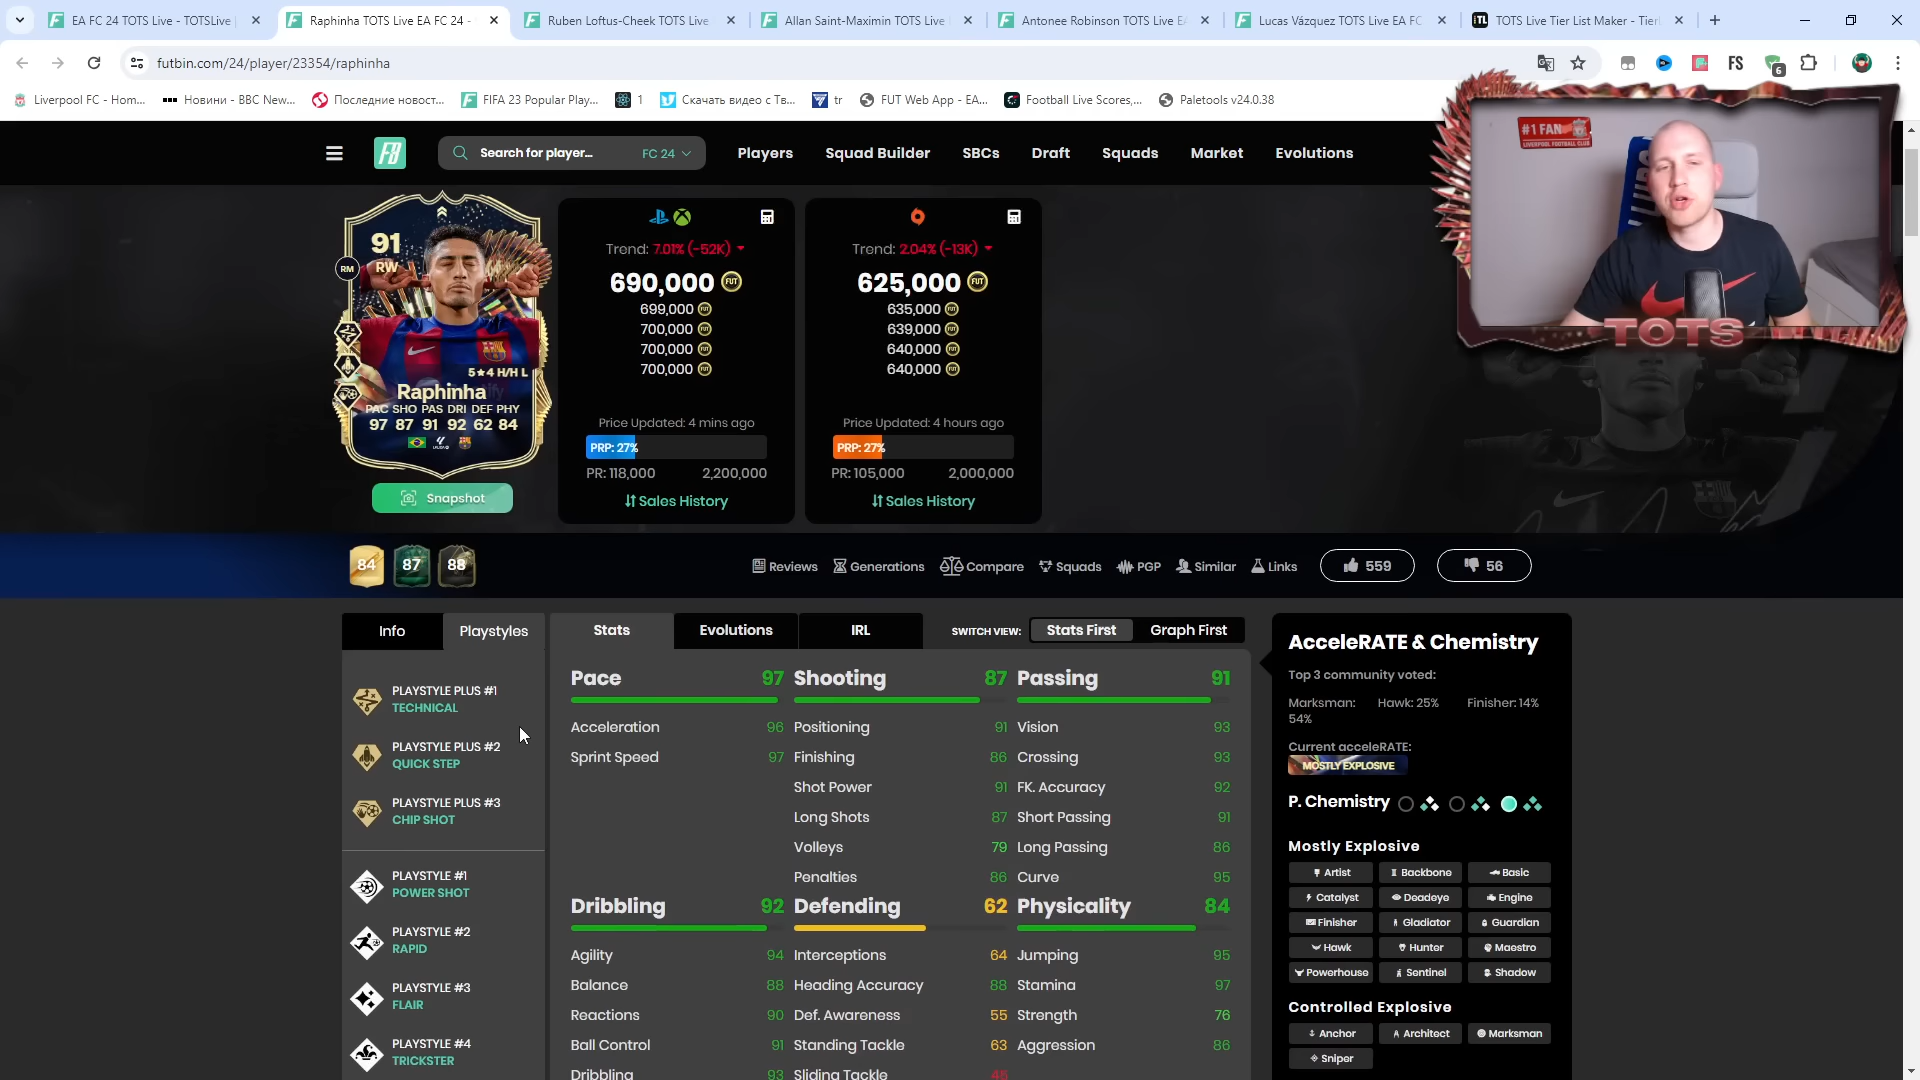 EA FC 24 TOTS Live - TOTSLive
Raphinha TOTS Live EA FC 24 -
Ruben Loftus-Cheek TOTS Live
Allan Saint-Maximin TOTS Live
Antonee Robinson TOTS Live EA
Lucas Vázquez TOTS Live EA FC
TOTS Live Tier List Maker - Tier
futbin.com/24/player/23354/raphinha
FS
6
Liverpool FC - Hom...
Новини - BBC New...
Последние новост...
FIFA 23 Popular Play...
1
Скачать видео с Тв...
tr
FUT Web App - EA...
Football Live Scores,...
Paletools v24.0.38
#1 FAN
LIVERPOOL FOOTBALL CLUB
TOTS
Search for player...
FC 24
Players
Squad Builder
SBCs
Draft
Squads
Market
Evolutions
91
RW
RM
5★4 H/H L
Raphinha
PAC SHO PAS DRI DEF PHY
97 87 91 92 62 84
Snapshot
Trend: 7.01% (-52K)
690,000
699,000
700,000
700,000
700,000
Price Updated: 4 mins ago
PRP: 27%
PR: 118,000
2,200,000
Sales History
Trend: 2.04% (-13K)
625,000
635,000
639,000
640,000
640,000
Price Updated: 4 hours ago
PRP: 27%
PR: 105,000
2,000,000
Sales History
84
87
88
Reviews
Generations
Compare
Squads
PGP
Similar
Links
559
56
Info
Playstyles
PLAYSTYLE PLUS #1
TECHNICAL
PLAYSTYLE PLUS #2
QUICK STEP
PLAYSTYLE PLUS #3
CHIP SHOT
PLAYSTYLE #1
POWER SHOT
PLAYSTYLE #2
RAPID
PLAYSTYLE #3
FLAIR
PLAYSTYLE #4
TRICKSTER
Stats
Evolutions
IRL
SWITCH VIEW:
Stats First
Graph First
Pace 97
Acceleration 96
Sprint Speed 97
Shooting 87
Positioning 91
Finishing 86
Shot Power 91
Long Shots 87
Volleys 79
Penalties 86
Passing 91
Vision 93
Crossing 93
FK. Accuracy 92
Short Passing 91
Long Passing 86
Curve 95
Dribbling 92
Agility 94
Balance 88
Reactions 90
Ball Control 91
Dribbling 93
Defending 62
Interceptions 64
Heading Accuracy 88
Def. Awareness 55
Standing Tackle 63
Sliding Tackle 46
Physicality 84
Jumping 95
Stamina 97
Strength 76
Aggression 86
AcceleRATE & Chemistry
Top 3 community voted:
Marksman: 54%
Hawk: 25%
Finisher: 14%
Current acceleRATE:
MOSTLY EXPLOSIVE
P. Chemistry
Mostly Explosive
Artist
Backbone
Basic
Catalyst
Deadeye
Engine
Finisher
Gladiator
Guardian
Hawk
Hunter
Maestro
Powerhouse
Sentinel
Shadow
Controlled Explosive
Anchor
Architect
Marksman
Sniper